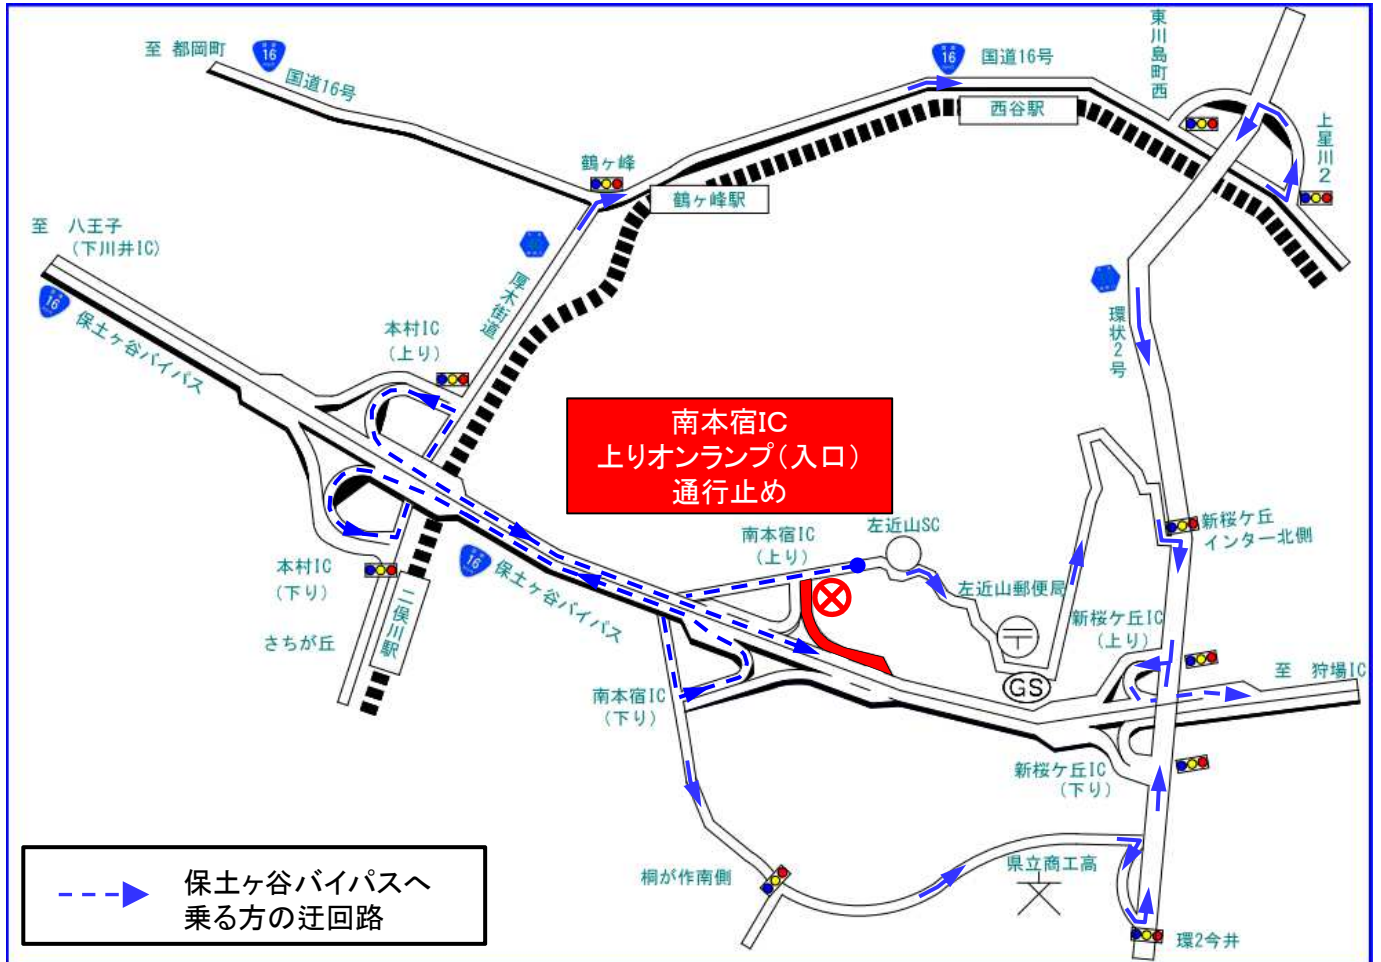 至 都岡町
16
国道16号
16
国道16号
東川島町西
西谷駅
上星川2
鶴ヶ峰
鶴ヶ峰駅
至 八王子
(下川井IC)
16
保土ヶ谷バイパス
厚木街道
本村IC
(上り)
環状2号
南本宿IC
上りオンランプ(入口)
通行止め
南本宿IC
(上り)
左近山SC
新桜ケ丘
インター北側
本村IC
(下り)
16
保土ヶ谷バイパス
二俣川駅
さちが丘
左近山郵便局
〒
新桜ケ丘IC
(上り)
GS
至 狩場IC
南本宿IC
(下り)
新桜ケ丘IC
(下り)
桐が作南側
県立商工高
文
環2今井
保土ヶ谷バイパスへ
乗る方の迂回路